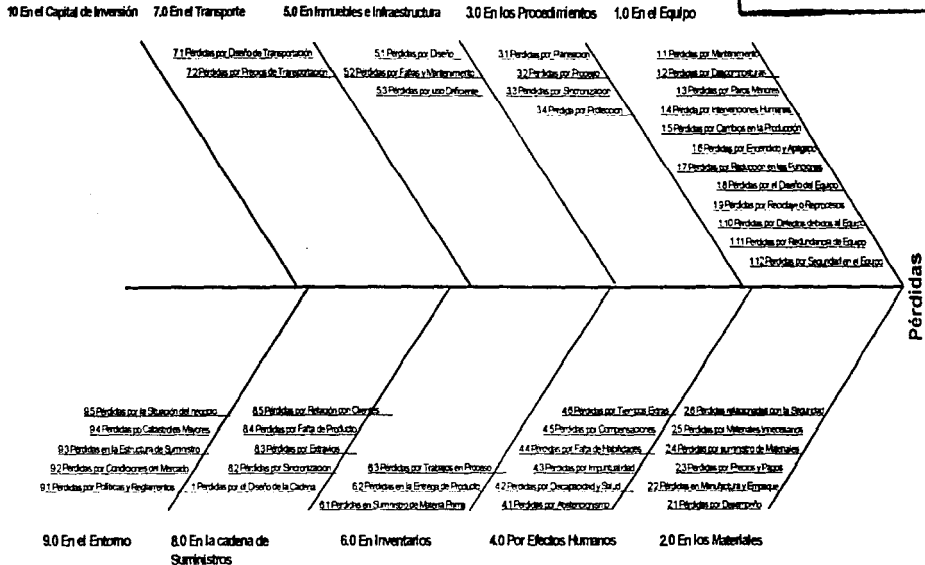 10 En el Capital de Inversión
7.0 En el Transporte
5.0 En Inmuebles e Infraestructura
3.0 En los Procedimientos
1.0 En el Equipo
7.1 Pérdidas por Diseño de Transportación
7.2 Pérdidas por Precios de Transportación
5.1 Pérdidas por Diseño
5.2 Pérdidas por Fallas y Mantenimiento
5.3 Pérdidas por uso Deficiente
3.1 Pérdidas por Planeacion
3.2 Pérdidas por Proceso
3.3 Pérdidas por Sincronizacion
3.4 Perdida por Proteccion
1.1 Pérdidas por Mantenimiento
1.2 Pérdidas por Descomposturas
1.3 Pérdidas por Paros Menores
1.4 Pérdida por Intervenciones Humanas
1.5 Pérdidas por Cambios en la Producción
1.6 Pérdidas por Encendido y Apagado
1.7 Pérdidas por Reduccion en las Funciones
1.8 Pérdidas por el Diseño del Equipo
1.9 Pérdidas por Reciclaje o Reprocesos
1.10 Pérdidas por Defectos debidos al Equipo
1.11 Pérdidas por Redundancia de Equipo
1.12 Pérdidas por Seguridad en el Equipo
Pérdidas
9.5 Pérdidas por la Situación del negocio
9.4 Pérdidas por Catastrofes Mayores
9.3 Pérdidas en la Estructura de Suministro
9.2 Pérdidas por Condiciones del Mercado
9.1 Pérdidas por Políticas y Reglamentos
8.5 Pérdidas por Relación con Clientes
8.4 Pérdidas por Falta de Producto
8.3 Pérdidas por Extravios
8.2 Pérdidas por Sincronizacion
1 Pérdidas por el Diseño de la Cadena
6.3 Pérdidas por Trabajos en Proceso
6.2 Pérdidas en la Entrega de Producto
6.1 Pérdidas en Suministro de Materia Prima
4.6 Pérdidas por Tiempos Extras
4.5 Pérdidas por Compensaciones
4.4 Pérdidas por Falta de Habilidades
4.3 Pérdidas por Impuntualidad
4.2 Pérdidas por Discapacidad y Salud
4.1 Pérdidas por Abstencionismo
2.6 Pérdidas relacionadas con la Seguridad
2.5 Pérdidas por Materiales Innecesarios
2.4 Pérdidas por suministro de Materiales
2.3 Pérdidas por Precios y Pagos
2.2 Pérdidas en Manufactura y Empaque
2.1 Pérdidas por Desempeño
9.0 En el Entorno
8.0 En la cadena de
Suministros
6.0 En Inventarios
4.0 Por Efectos Humanos
2.0 En los Materiales